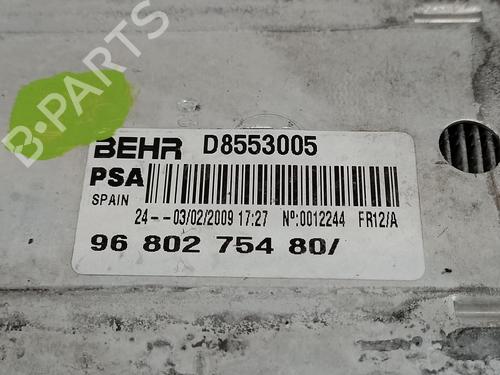 B-PARTS
BEHR D8553005
PSA
SPAIN
24--03/02/2009 17:27 Nº:0012244 FR12/A
96 802 754 80/